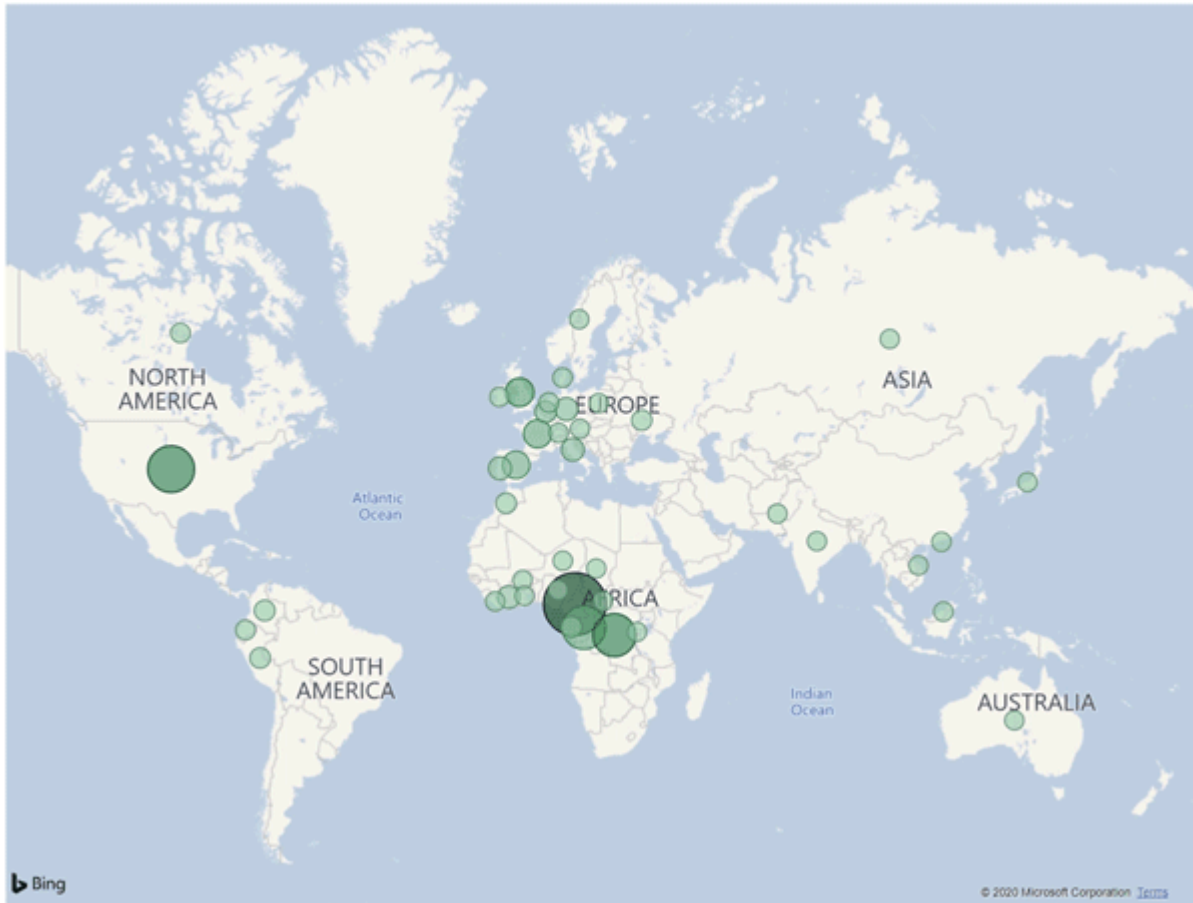 NORTH
AMERICA
EUROPE
ASIA
Atlantic
Ocean
AFRICA
SOUTH
AMERICA
Indian
Ocean
AUSTRALIA
Bing
© 2020 Microsoft Corporation Terms